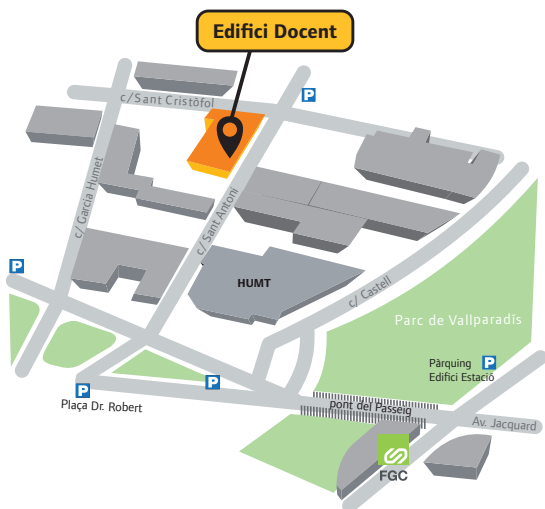 Edifici Docent
P
c/Sant Cristòfol
c/ Garcia Humet
c/ Sant Antoni
P
HUMT
c/ Castell
Parc de Vallparadís
Pàrquing P
Edifici Estació
P
P
Plaça Dr. Robert
pont del Passeig
Av. Jacquard
FGC